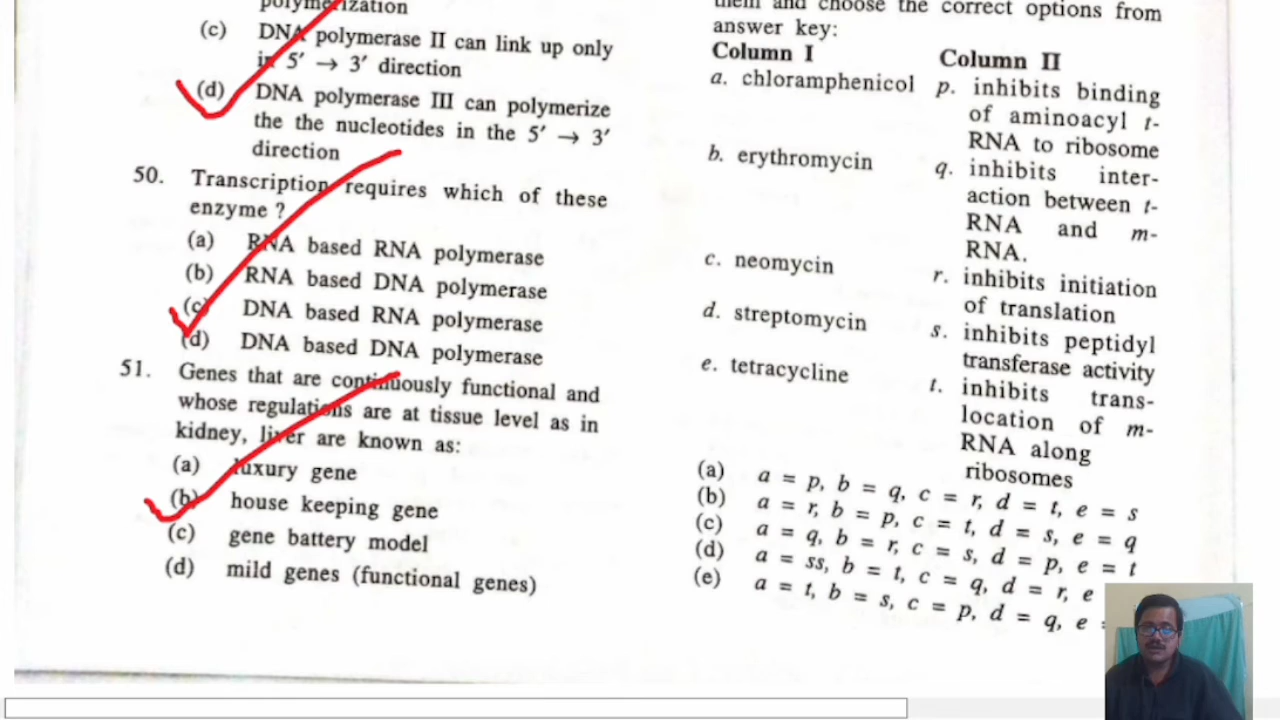 polymerization
(c) DNA polymerase II can link up only
in 5′ → 3′ direction
(d) DNA polymerase III can polymerize
the the nucleotides in the 5′ → 3′
direction
50. Transcription requires which of these
enzyme ?
(a) RNA based RNA polymerase
(b) RNA based DNA polymerase
(c) DNA based RNA polymerase
(d) DNA based DNA polymerase
51. Genes that are continuously functional and
whose regulations are at tissue level as in
kidney, liver are known as:
(a) luxury gene
(b) house keeping gene
(c) gene battery model
(d) mild genes (functional genes)
them and choose the correct options from
answer key:
Column I Column II
a. chloramphenicol p. inhibits binding
of aminoacyl t-
RNA to ribosome
b. erythromycin q. inhibits inter-
action between t-
RNA and m-
RNA.
c. neomycin r. inhibits initiation
of translation
d. streptomycin s. inhibits peptidyl
transferase activity
e. tetracycline t. inhibits trans-
location of m-
RNA along
ribosomes
(a) a = p, b = q, c = r, d = t, e = s
(b) a = r, b = p, c = t, d = s, e = q
(c) a = q, b = r, c = s, d = p, e = t
(d) a = ss, b = t, c = q, d = r, e
(e) a = t, b = s, c = p, d = q, e =